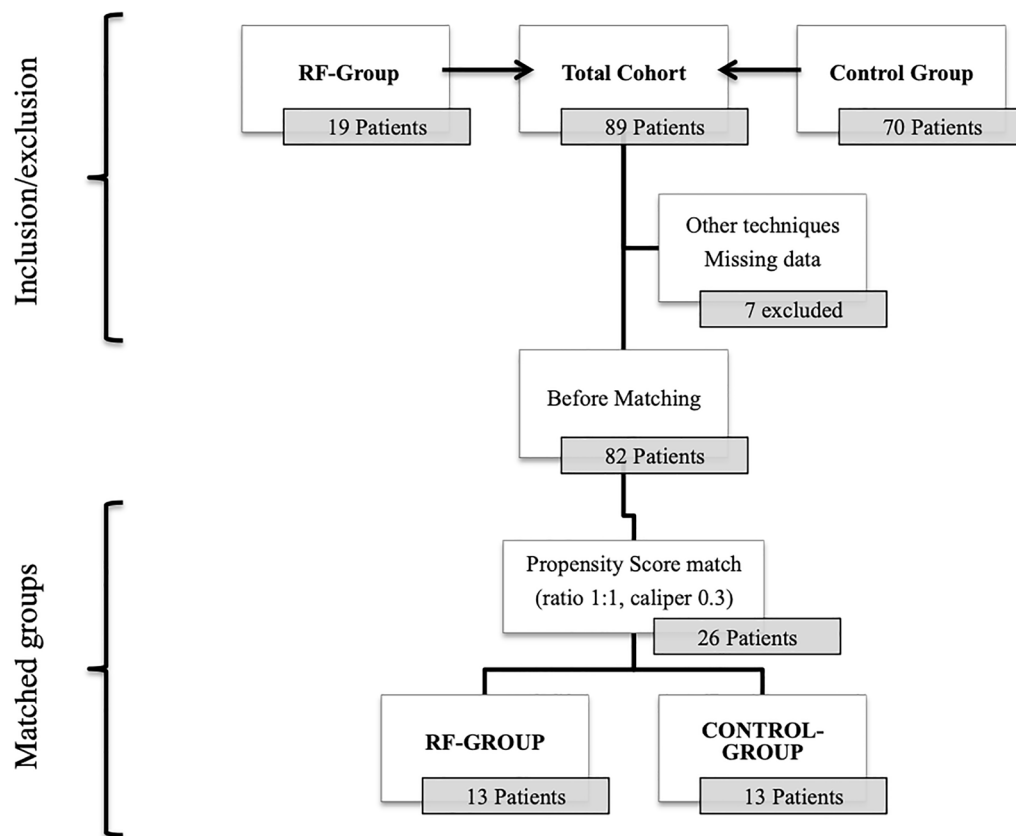 Inclusion/exclusion
RF-Group
19 Patients
Total Cohort
89 Patients
Control Group
70 Patients
Other techniques
Missing data
7 excluded
Before Matching
82 Patients
Matched groups
Propensity Score match
(ratio 1:1, caliper 0.3)
26 Patients
RF-GROUP
13 Patients
CONTROL-
GROUP
13 Patients